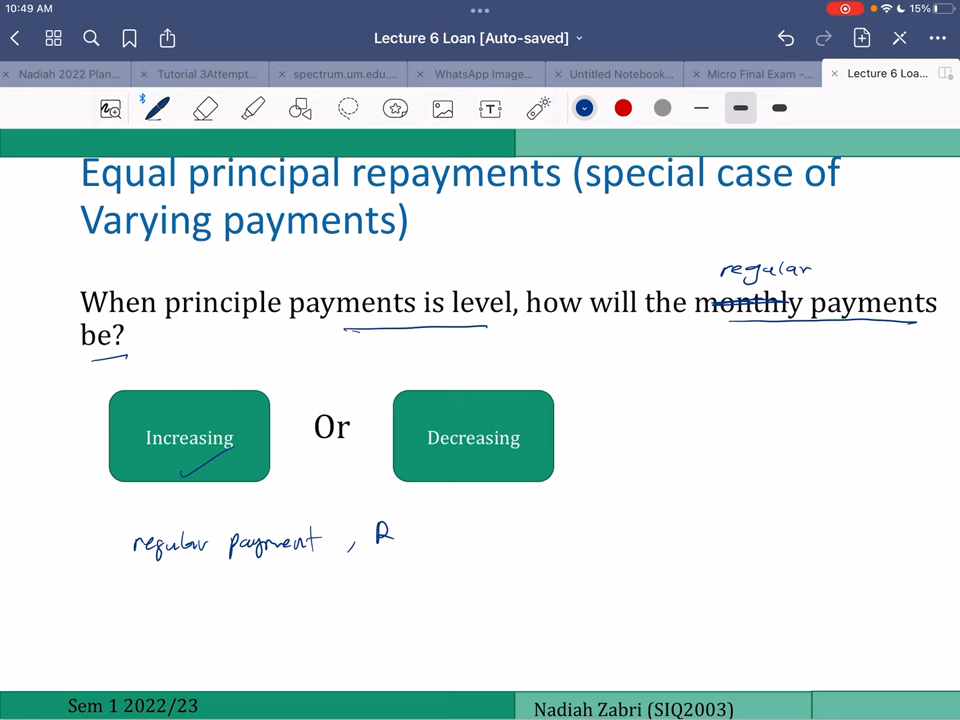 10:49 AM
15%
Lecture 6 Loan [Auto-saved]
Nadiah 2022 Plan...
Tutorial 3Attempt...
spectrum.um.edu....
WhatsApp Image...
Untitled Notebook...
Micro Final Exam -...
Lecture 6 Loa...
Equal principal repayments (special case of
Varying payments)
regular
When principle payments is level, how will the monthly payments
be?
Increasing
Or
Decreasing
regular payment , R
Sem 1 2022/23
Nadiah Zabri (SIQ2003)